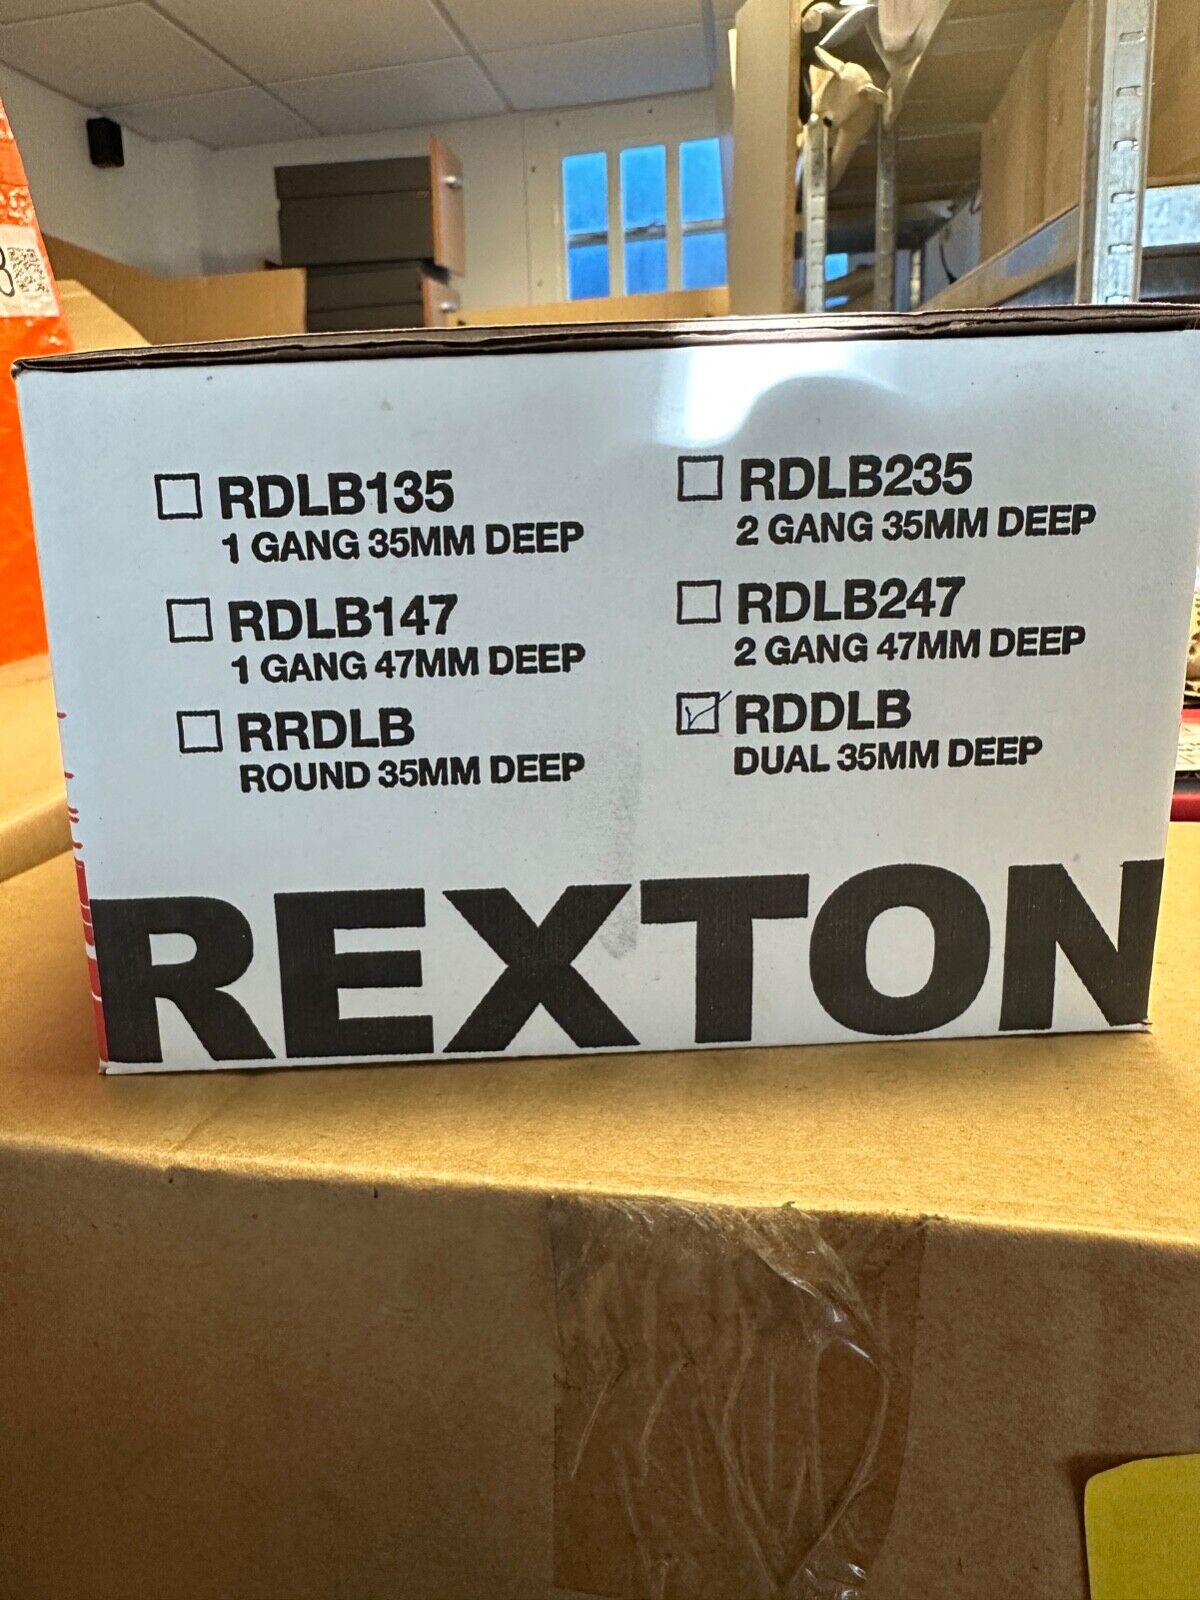 RDLB135
1 GANG 35MM DEEP
RDLB147
1 GANG 47MM DEEP
RRDLB
ROUND 35MM DEEP
RDLB235
2 GANG 35MM DEEP
RDLB247
2 GANG 47MM DEEP
RDDLB
DUAL 35MM DEEP
REXTON